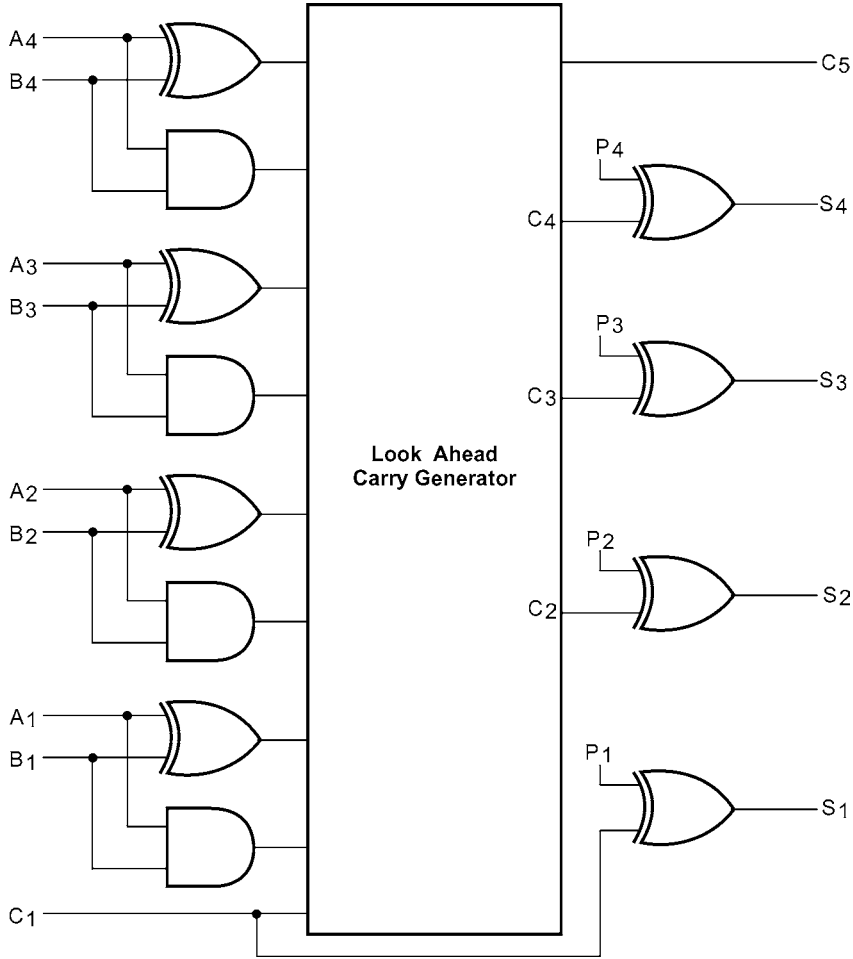 A4
B4
A3
B3
A2
B2
A1
B1
C1
Look Ahead
Carry Generator
C5
P4
C4
S4
P3
C3
S3
P2
C2
S2
P1
S1